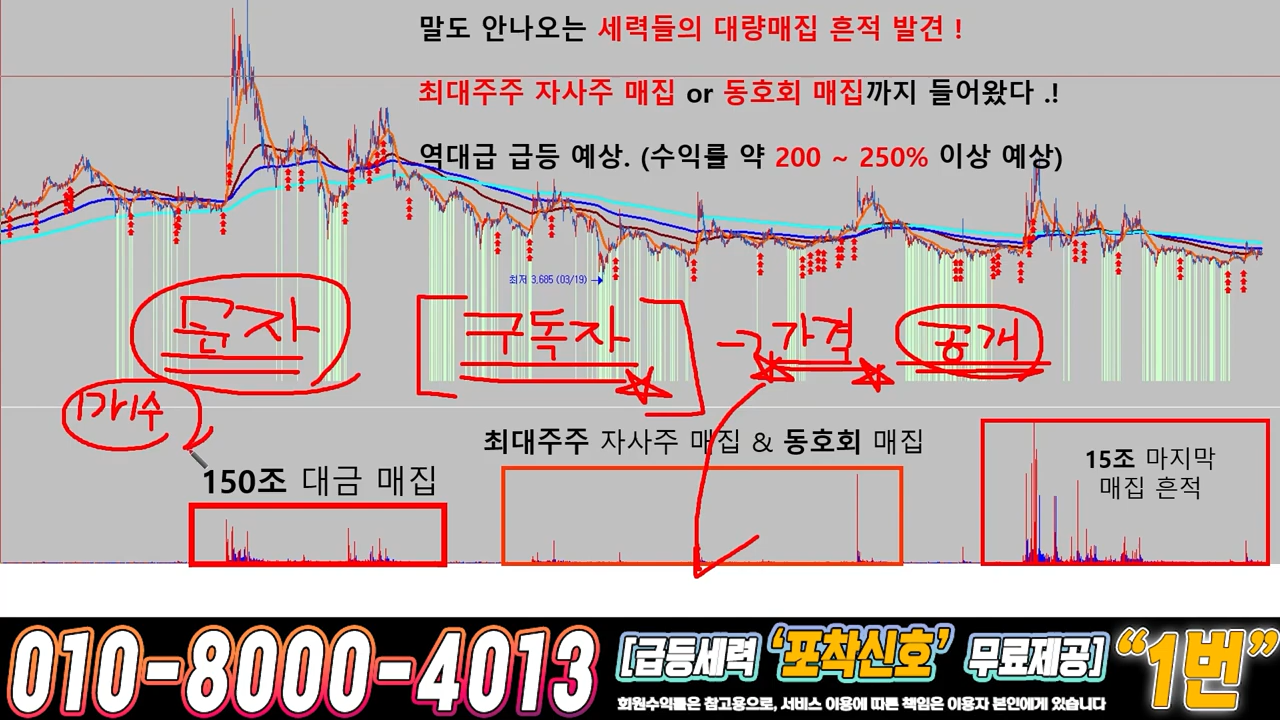 말도 안나오는 세력들의 대량매집 흔적 발견 !
최대주주 자사주 매집 or 동호회 매집까지 들어왔다 .!
역대급 급등 예상. (수익률 약 200 ~ 250% 이상 예상)
최저 3,685 (03/19)
문자 구독자 가격 공개
최대주주 자사주 매집 & 동호회 매집
150조 대금 매집
15조 마지막
매집 흔적
010-8000-4013
[급등세력 '포착신호' 무료제공] "1번"
회원수익률은 참고용으로, 서비스 이용에 따른 책임은 이용자 본인에게 있습니다